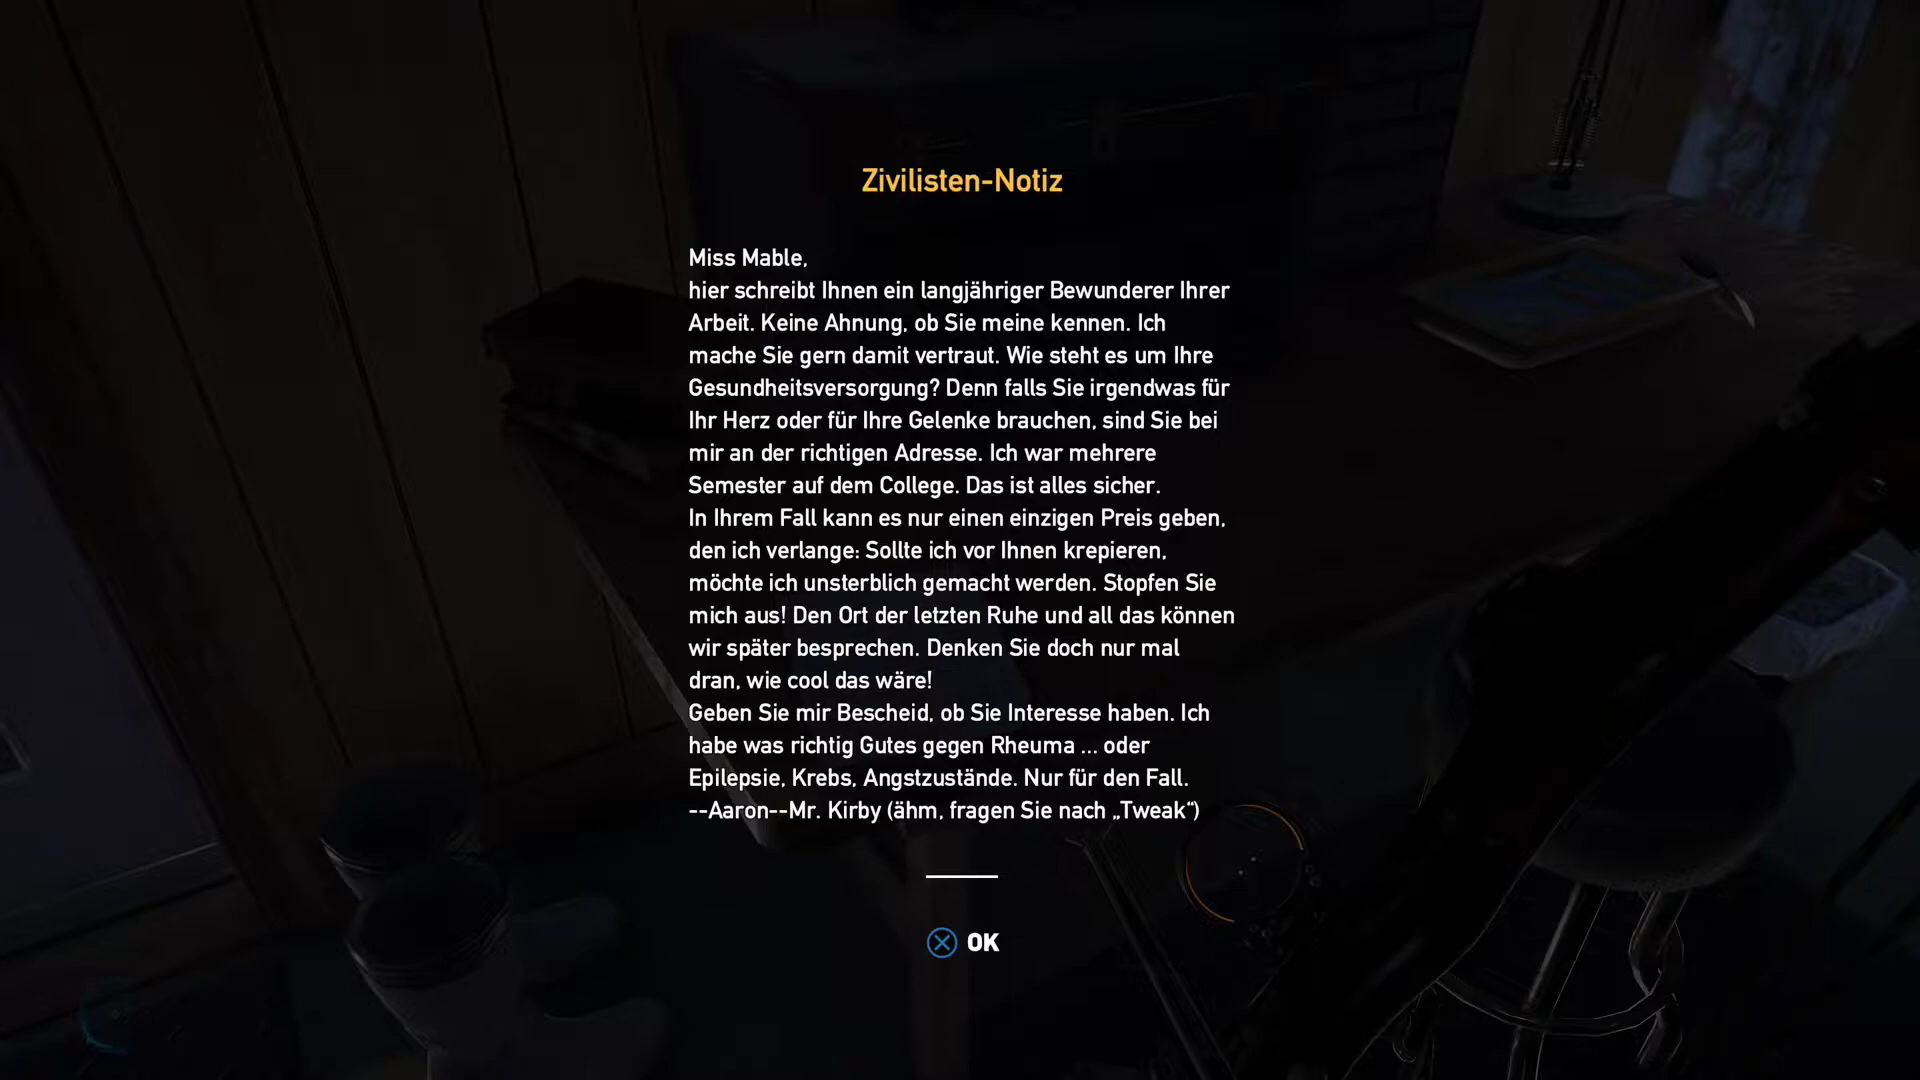 Zivilisten-Notiz
Miss Mable,
hier schreibt Ihnen ein langjähriger Bewunderer Ihrer
Arbeit. Keine Ahnung, ob Sie meine kennen. Ich
mache Sie gern damit vertraut. Wie steht es um Ihre
Gesundheitsversorgung? Denn falls Sie irgendwas für
Ihr Herz oder für Ihre Gelenke brauchen, sind Sie bei
mir an der richtigen Adresse. Ich war mehrere
Semester auf dem College. Das ist alles sicher.
In Ihrem Fall kann es nur einen einzigen Preis geben,
den ich verlange: Sollte ich vor Ihnen krepieren,
möchte ich unsterblich gemacht werden. Stopfen Sie
mich aus! Den Ort der letzten Ruhe und all das können
wir später besprechen. Denken Sie doch nur mal
dran, wie cool das wäre!
Geben Sie mir Bescheid, ob Sie Interesse haben. Ich
habe was richtig Gutes gegen Rheuma ... oder
Epilepsie, Krebs, Angstzustände. Nur für den Fall.
--Aaron--Mr. Kirby (ähm, fragen Sie nach „Tweak“)
OK